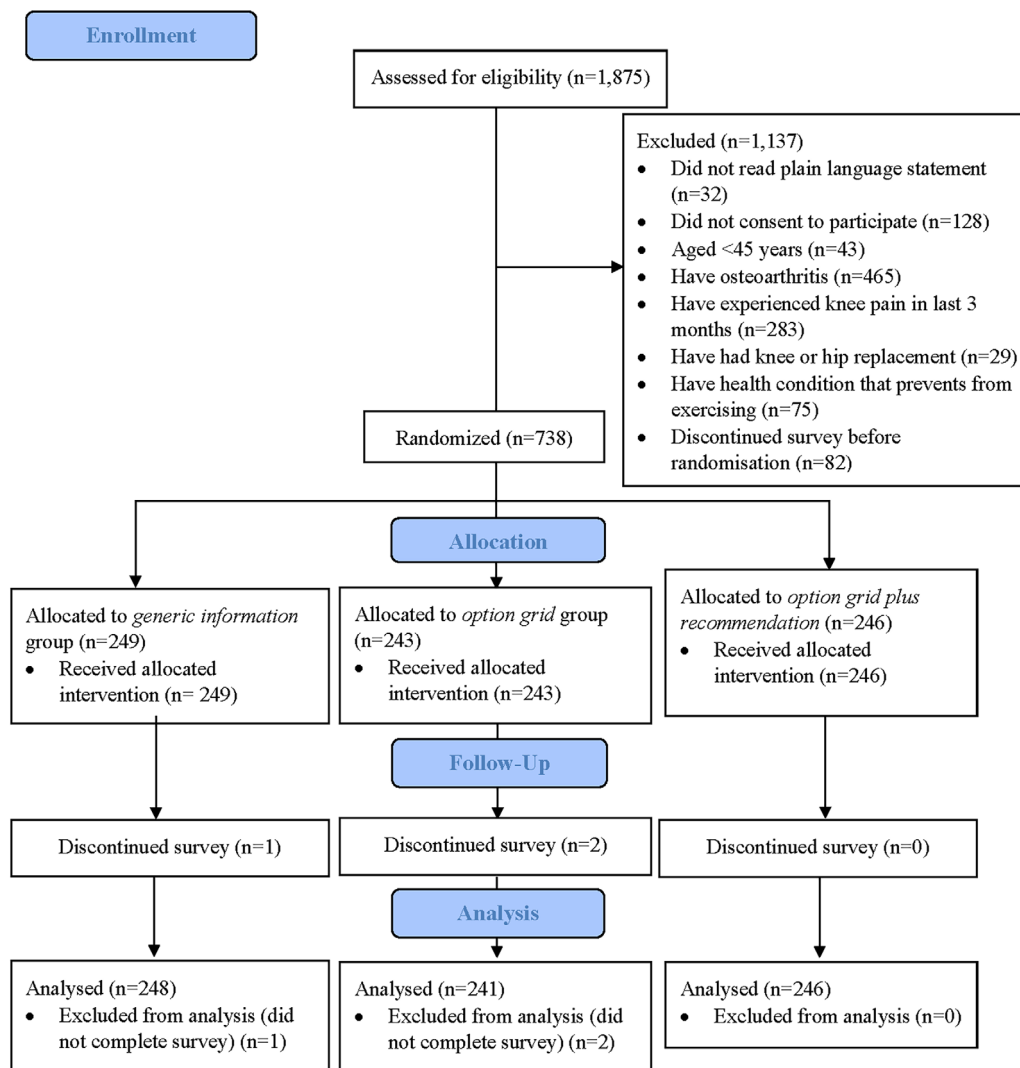 Enrollment
Assessed for eligibility (n=1,875)
Excluded (n=1,137)
• Did not read plain language statement
(n=32)
• Did not consent to participate (n=128)
• Aged <45 years (n=43)
• Have osteoarthritis (n=465)
• Have experienced knee pain in last 3
months (n=283)
• Have had knee or hip replacement (n=29)
• Have health condition that prevents from
exercising (n=75)
• Discontinued survey before
randomisation (n=82)
Randomized (n=738)
Allocation
Allocated to generic information
group (n=249)
• Received allocated
intervention (n= 249)
Allocated to option grid group
(n=243)
• Received allocated
intervention (n=243)
Allocated to option grid plus
recommendation (n=246)
• Received allocated
intervention (n=246)
Follow-Up
Discontinued survey (n=1)
Discontinued survey (n=2)
Discontinued survey (n=0)
Analysis
Analysed (n=248)
• Excluded from analysis (did
not complete survey) (n=1)
Analysed (n=241)
• Excluded from analysis (did
not complete survey) (n=2)
Analysed (n=246)
• Excluded from analysis (n=0)